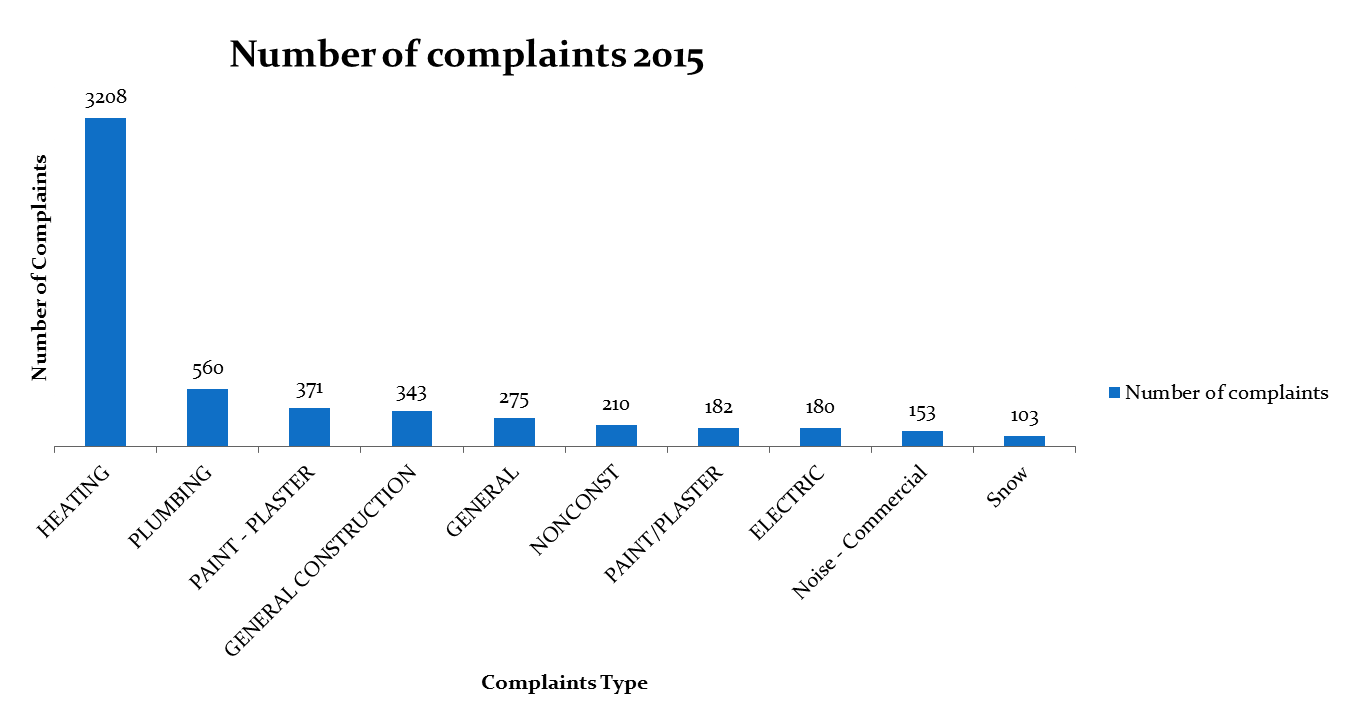 Number of complaints 2015
Number of Complaints
3208
560
371
343
275
210
182
180
153
103
HEATING
PLUMBING
PAINT - PLASTER
GENERAL CONSTRUCTION
GENERAL
NONCONST
PAINT/PLASTER
ELECTRIC
Noise - Commercial
Snow
Complaints Type
Number of complaints